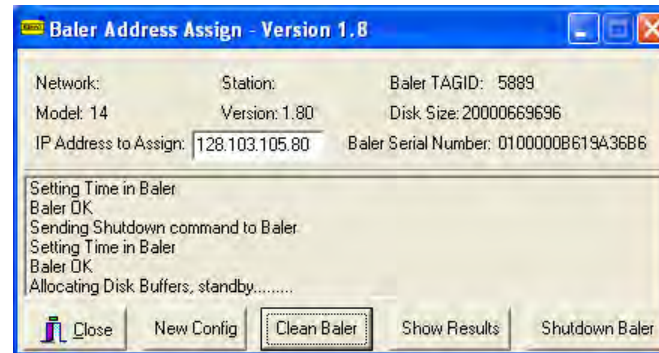 Baler Address Assign - Version 1.8
Network: Station: Baler TAGID: 5889
Model: 14 Version: 1.80 Disk Size: 20000669696
IP Address to Assign: 128.103.105.80 Baler Serial Number: 0100000B619A36B6
Setting Time in Baler
Baler OK
Sending Shutdown command to Baler
Setting Time in Baler
Baler OK
Allocating Disk Buffers, standby.........
Close New Config Clean Baler Show Results Shutdown Baler